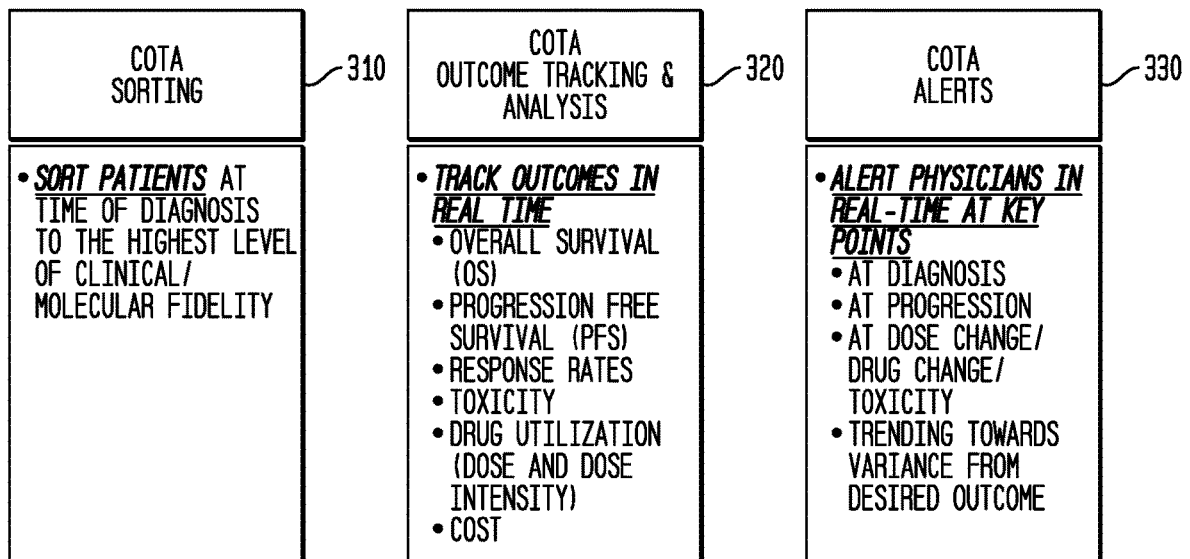 COTA
SORTING
310
• SORT PATIENTS AT
TIME OF DIAGNOSIS
TO THE HIGHEST LEVEL
OF CLINICAL/
MOLECULAR FIDELITY
COTA
OUTCOME TRACKING &
ANALYSIS
320
• TRACK OUTCOMES IN
REAL TIME
• OVERALL SURVIVAL
(OS)
• PROGRESSION FREE
SURVIVAL (PFS)
• RESPONSE RATES
• TOXICITY
• DRUG UTILIZATION
(DOSE AND DOSE
INTENSITY)
• COST
COTA
ALERTS
330
• ALERT PHYSICIANS IN
REAL-TIME AT KEY
POINTS
• AT DIAGNOSIS
• AT PROGRESSION
• AT DOSE CHANGE/
DRUG CHANGE/
TOXICITY
• TRENDING TOWARDS
VARIANCE FROM
DESIRED OUTCOME